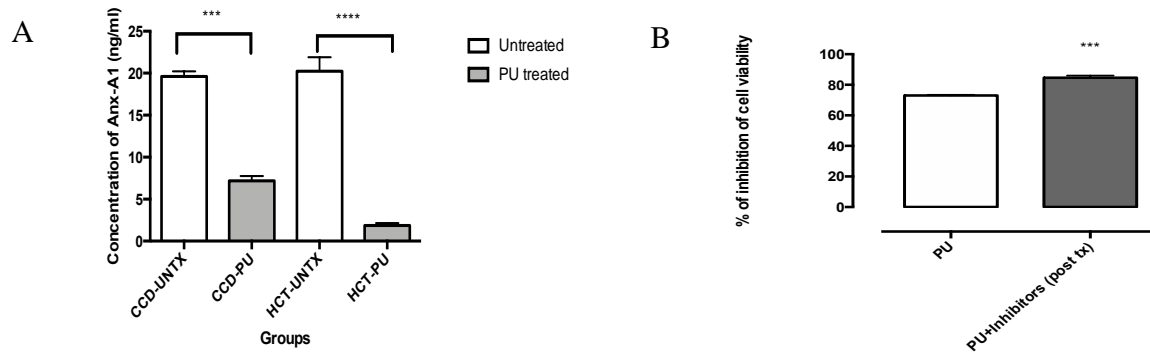 A
Concentration of Anx-A1 (ng/ml)
25
20
15
10
5
0
***
****
CCD-UNTX
CCD-PU
HCT-UNTX
HCT-PU
Groups
Untreated
PU treated
B
% of inhibition of cell viability
100
80
60
40
20
0
***
PU
PU+Inhibitors (post tx)